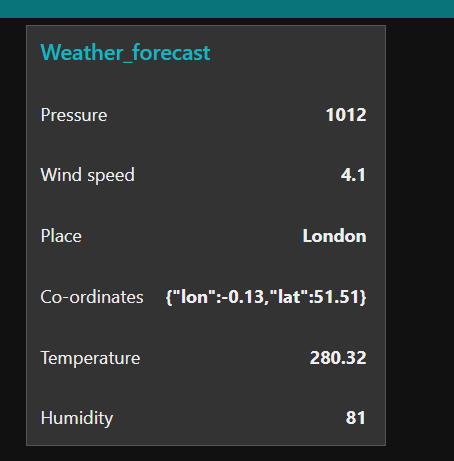 Weather_forecast
Pressure 1012
Wind speed 4.1
Place London
Co-ordinates {"lon":-0.13,"lat":51.51}
Temperature 280.32
Humidity 81